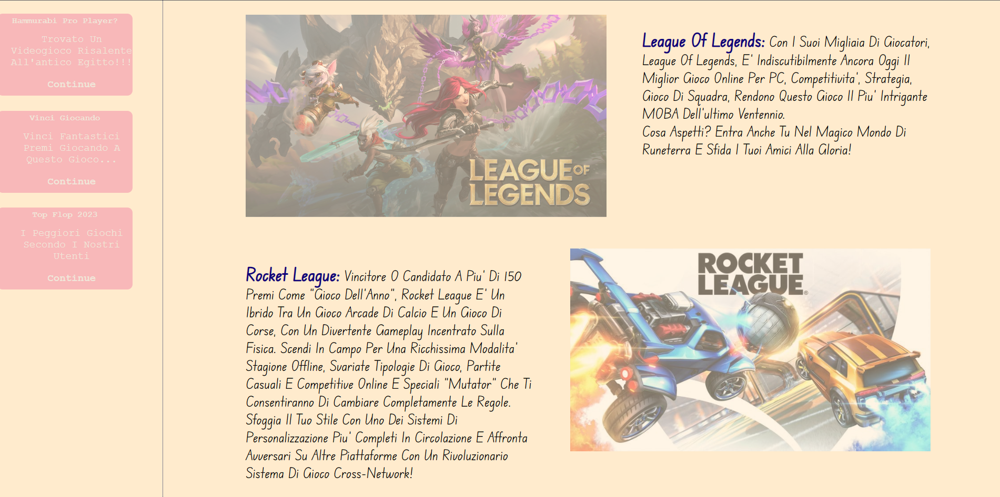 Hammurabi Pro Player?
Trovato Un
Videogioco Risalente
All'antico Egitto!!!
Continue
Vinci Giocando
Vinci Fantastici
Premi Giocando A
Questo Gioco...
Continue
Top Flop 2023
I Peggiori Giochi
Secondo I Nostri
Utenti
Continue
LEAGUE OF
LEGENDS
League Of Legends: Con I Suoi Migliaia Di Giocatori,
League Of Legends, E' Indiscutibilmente Ancora Oggi Il
Miglior Gioco Online Per PC, Competitivita', Strategia,
Gioco Di Squadra, Rendono Questo Gioco Il Piu' Intrigante
MOBA Dell'ultimo Ventennio.
Cosa Aspetti? Entra Anche Tu Nel Magico Mondo Di
Runeterra E Sfida I Tuoi Amici Alla Gloria!
Rocket League: Vincitore O Candidato A Piu' Di 150
Premi Come "Gioco Dell'Anno", Rocket League E' Un
Ibrido Tra Un Gioco Arcade Di Calcio E Un Gioco Di
Corse, Con Un Divertente Gameplay Incentrato Sulla
Fisica. Scendi In Campo Per Una Ricchissima Modalita'
Stagione Offline, Svariate Tipologie Di Gioco, Partite
Casuali E Competitive Online E Speciali "Mutator" Che Ti
Consentiranno Di Cambiare Completamente Le Regole.
Sfoggia Il Tuo Stile Con Uno Dei Sistemi Di
Personalizzazione Piu' Completi In Circolazione E Affronta
Avversari Su Altre Piattaforme Con Un Rivoluzionario
Sistema Di Gioco Cross-Network!
ROCKET
LEAGUE®